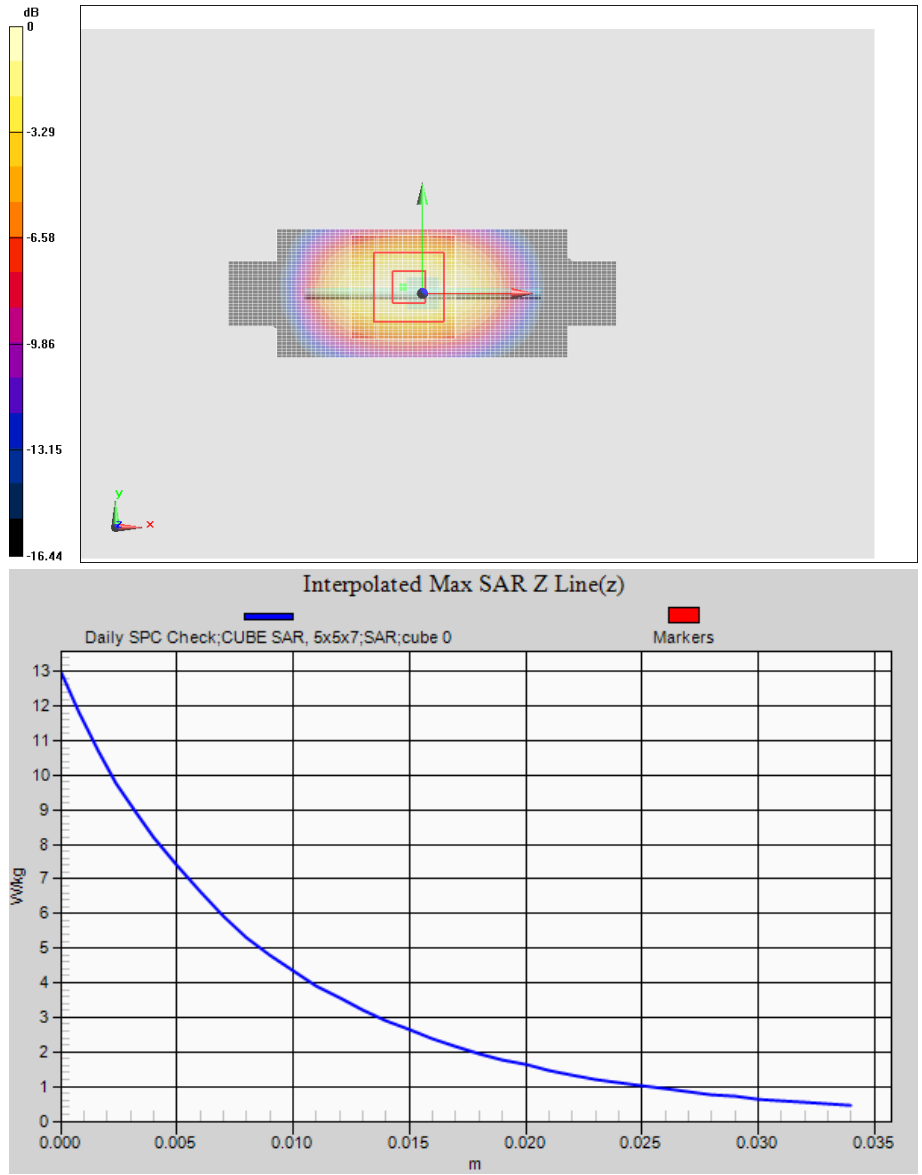 dB
0
-3.29
-6.58
-9.86
-13.15
-16.44
y
z
x
Interpolated Max SAR Z Line(z)
Daily SPC Check;CUBE SAR, 5x5x7;SAR;cube 0
Markers
13
12
11
10
9
8
7
6
5
4
3
2
1
0
W/kg
0.000 0.005 0.010 0.015 0.020 0.025 0.030 0.035
m